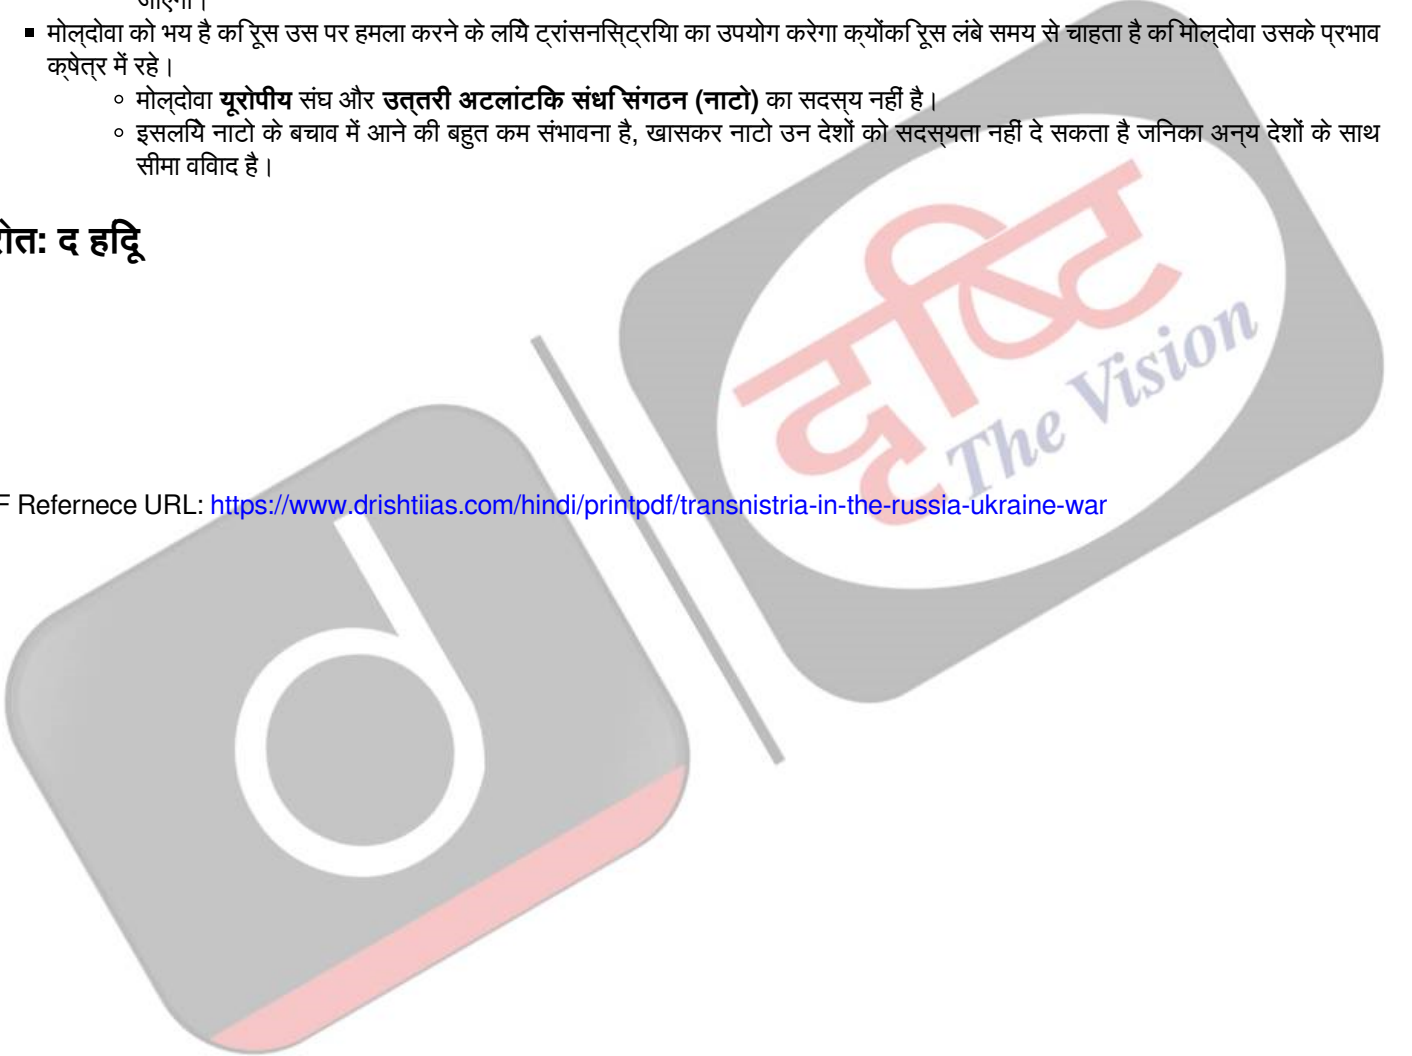 जाएगा।
▪ मोल्दोवा को भय है कि रूस उस पर हमला करने के लिये ट्रांसनिस्ट्रिया का उपयोग करेगा क्योंकि रूस लंबे समय से चाहता है कि मोल्दोवा उसके प्रभाव
क्षेत्र में रहे।
○ मोल्दोवा यूरोपीय संघ और उत्तरी अटलांटिक संधि संगठन (नाटो) का सदस्य नहीं है।
○ इसलिये नाटो के बचाव में आने की बहुत कम संभावना है, खासकर नाटो उन देशों को सदस्यता नहीं दे सकता है जिनका अन्य देशों के साथ
सीमा विवाद है।
रोत: द हिंदू
दृष्टि
The Vision
F Refernece URL: https://www.drishtiias.com/hindi/printpdf/transnistria-in-the-russia-ukraine-war
d